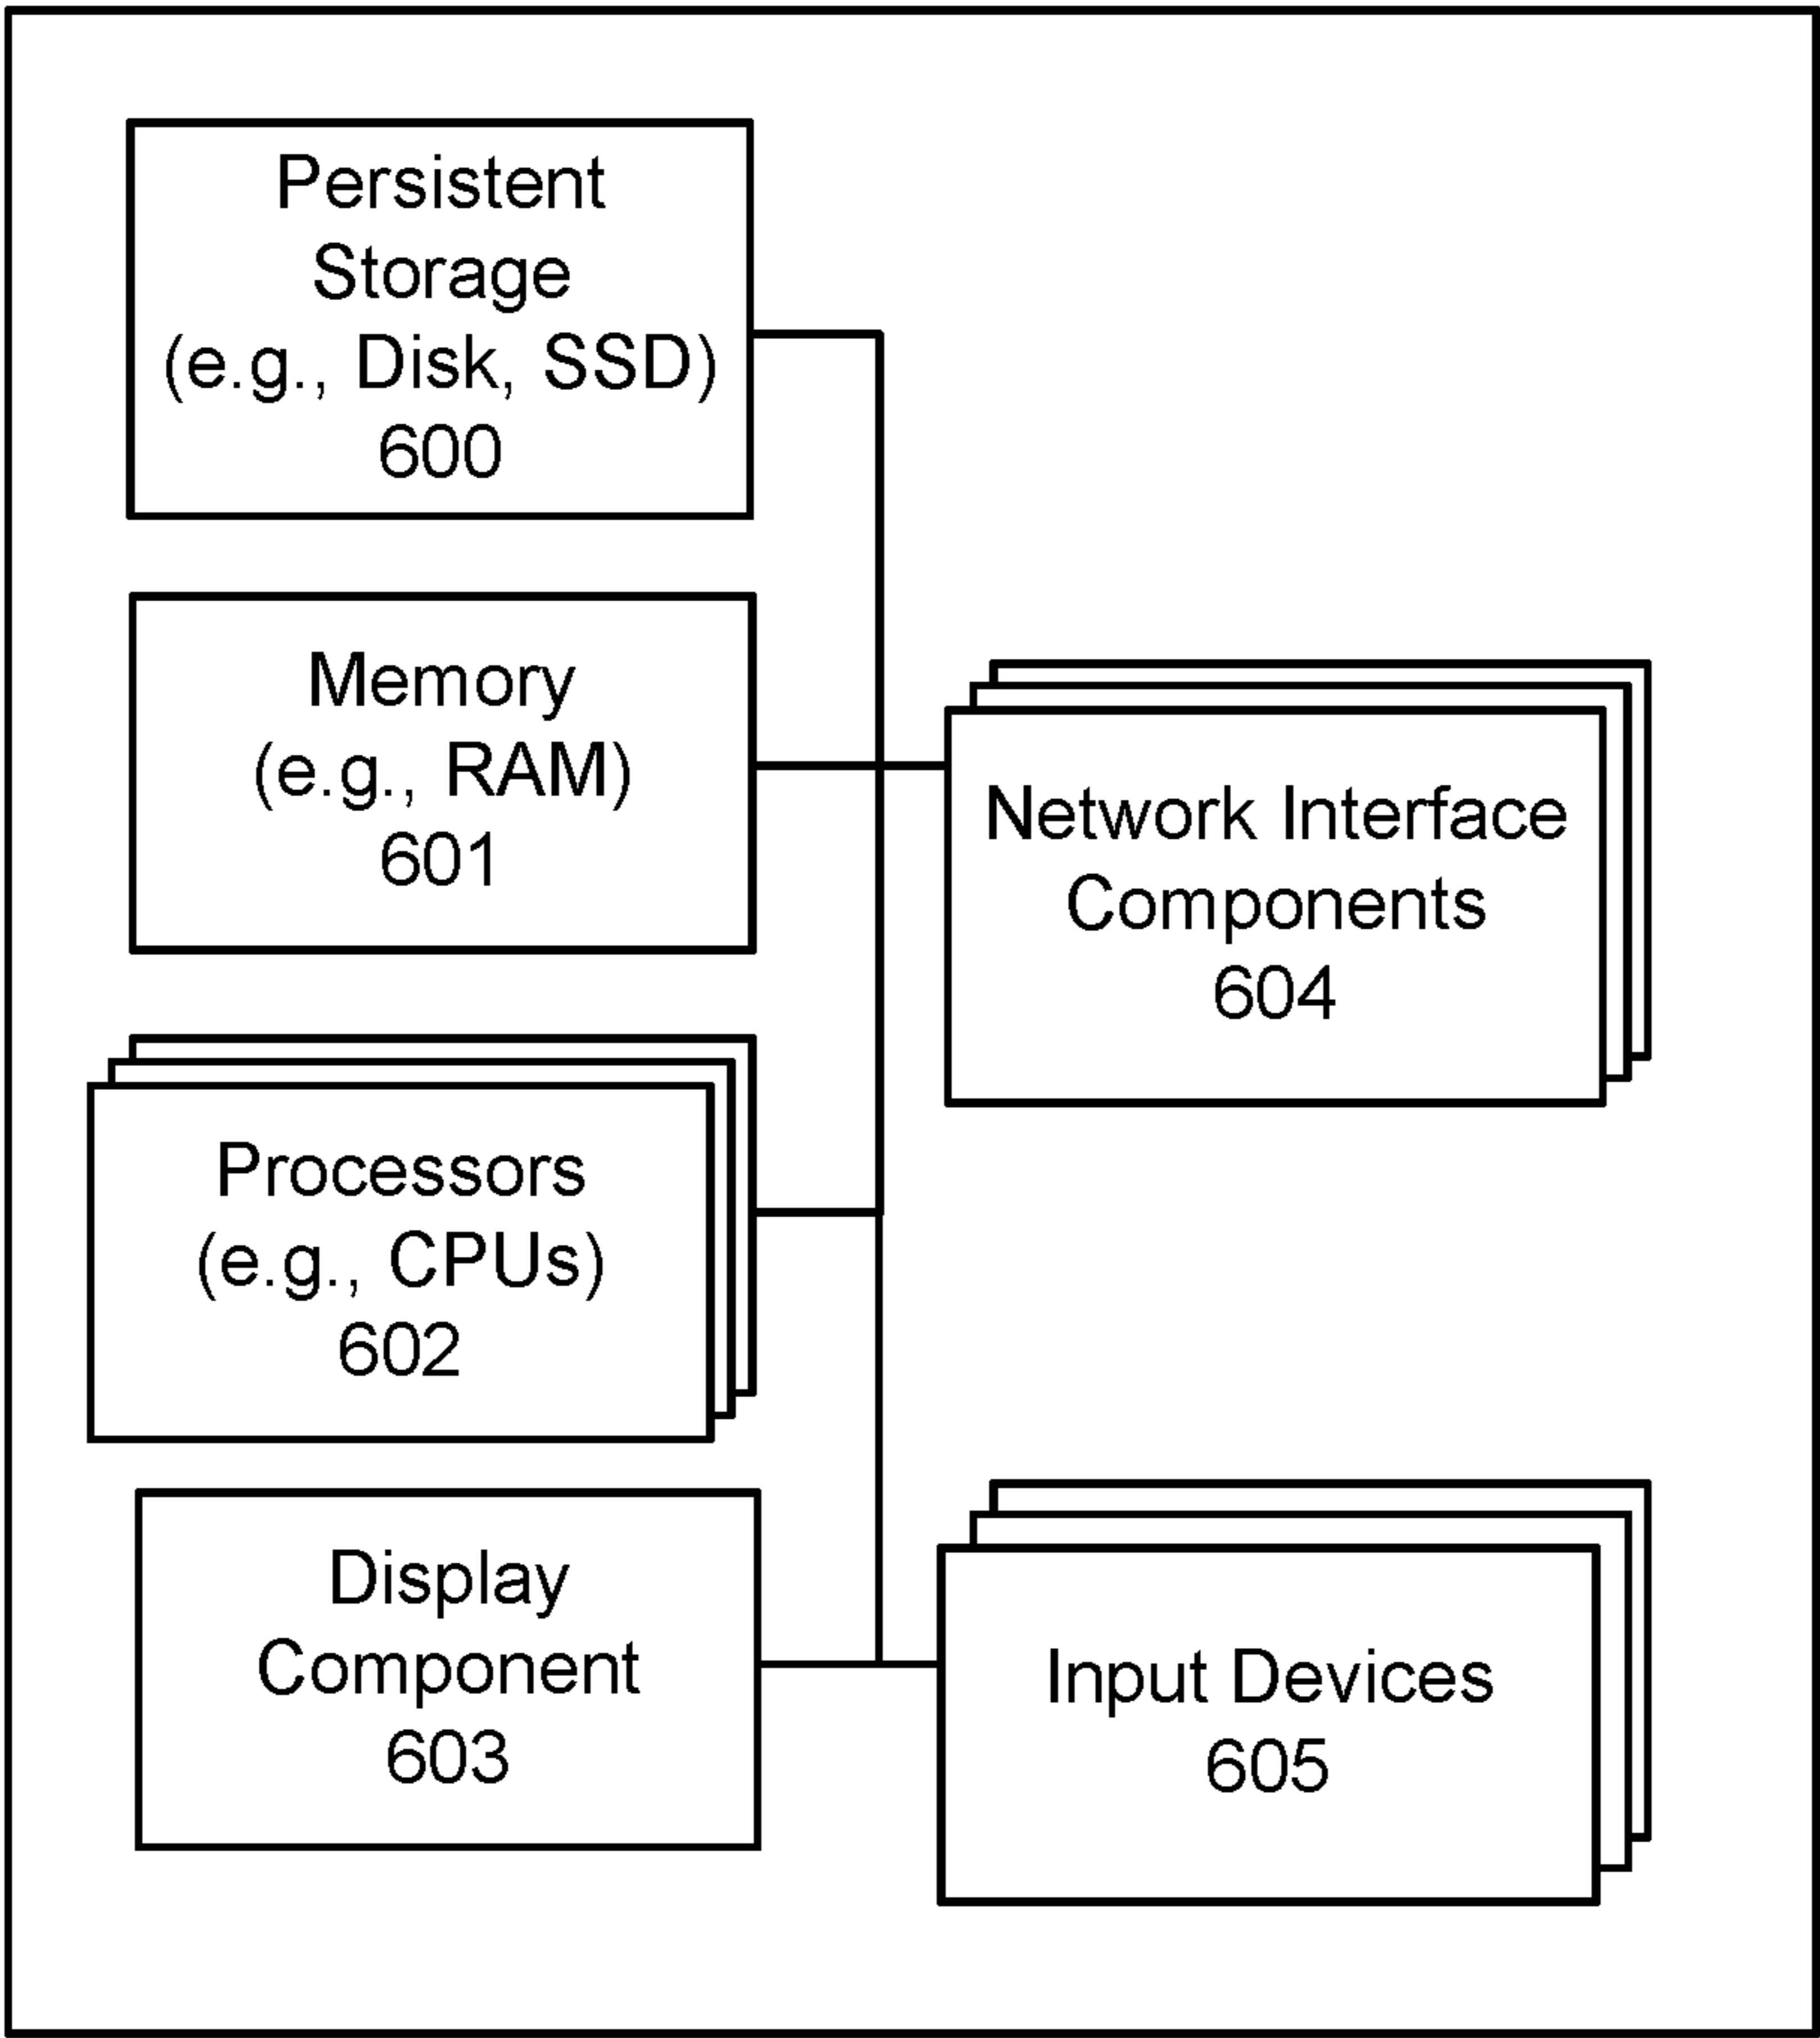 Persistent
Storage
(e.g., Disk, SSD)
600
Memory
(e.g., RAM)
601
Processors
(e.g., CPUs)
602
Display
Component
603
Network Interface
Components
604
Input Devices
605